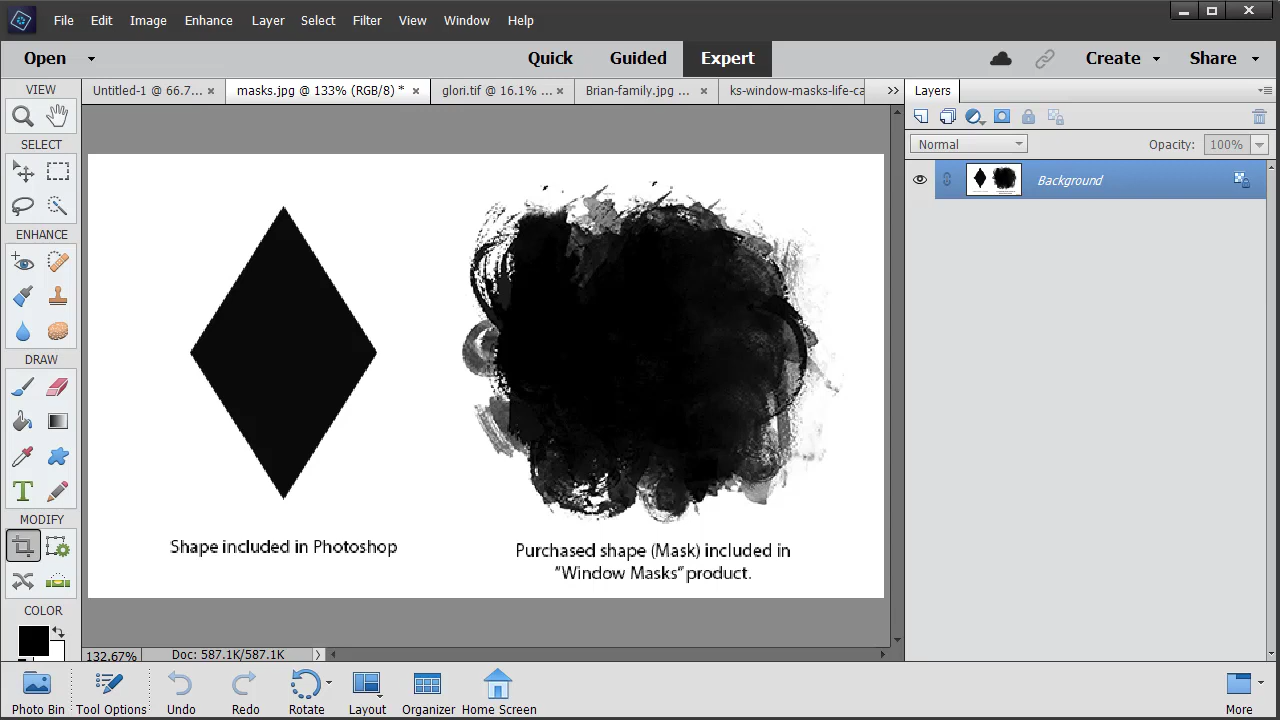 File Edit Image Enhance Layer Select Filter View Window Help
Open Quick Guided Expert Create Share
VIEW
Untitled-1 @ 66.7... × masks.jpg @ 133% (RGB/8) * × glori.tif @ 16.1% ... × Brian-family.jpg ... × ks-window-masks-life-ca »
Layers
SELECT
Normal Opacity: 100%
Background
ENHANCE
DRAW
T
MODIFY
Shape included in Photoshop
Purchased shape (Mask) included in
"Window Masks" product.
COLOR
132.67% Doc: 587.1K/587.1K
Photo Bin Tool Options Undo Redo Rotate Layout Organizer Home Screen More